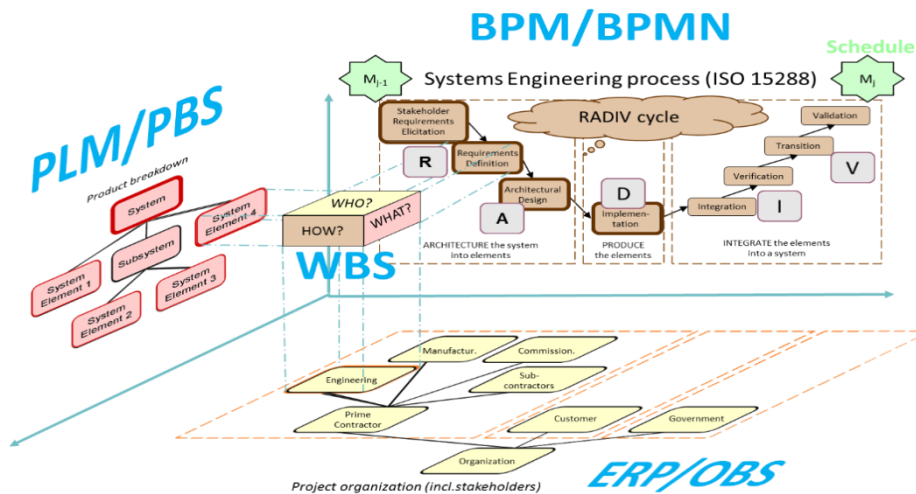 BPM/BPMN
Schedule
M j-1
Systems Engineering process (ISO 15288)
M j
PLM/PBS
Product breakdown
System
System
Element 4
Subsystem
System
Element 1
System
Element 2
System
Element 3
WHO?
HOW?
WHAT?
WBS
Stakeholder
Requirements
Elicitation
RADIV cycle
Validation
R
Requirements
Definition
Transition
V
Architectural
Design
D
Verification
A
Implemen-
tation
Integration
I
ARCHITECTURE the system
into elements
PRODUCE
the elements
INTEGRATE the elements
Into a system
Manufactur.
Commission.
Engineering
Sub-
contractors
Prime
Contractor
Customer
Government
Organization
Project organization (incl.stakeholders)
ERP/OBS